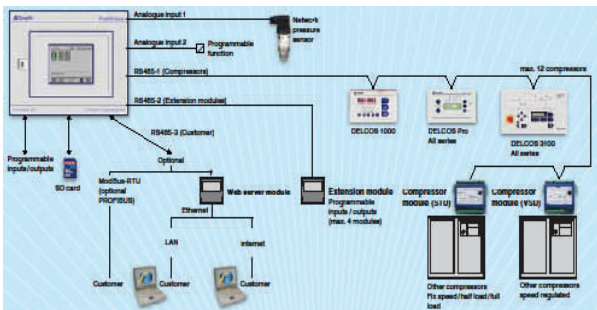 Analogue input 1
Network
pressure
sensor
Analogue input 2
Programmable
function
RS485-1 (Compressors)
max. 12 compressors
RS485-2 (Extension modules)
DELCOS 1000
DELCOS Pro
All series
DELCOS 3100
All series
RS485-3 (Customer)
Programmable
inputs/outputs
SD card
Optional
ModBus-RTU
(optional
PROFIBUS)
Web server module
Extension module
Programmable
inputs / outputs
(max. 4 modules)
Compressor
module (STD)
Compressor
module (VSD)
Ethernet
LAN
Internet
Customer
Customer
Customer
Other compressors
Fix speed/half load/full
load
Other compressors
speed regulated